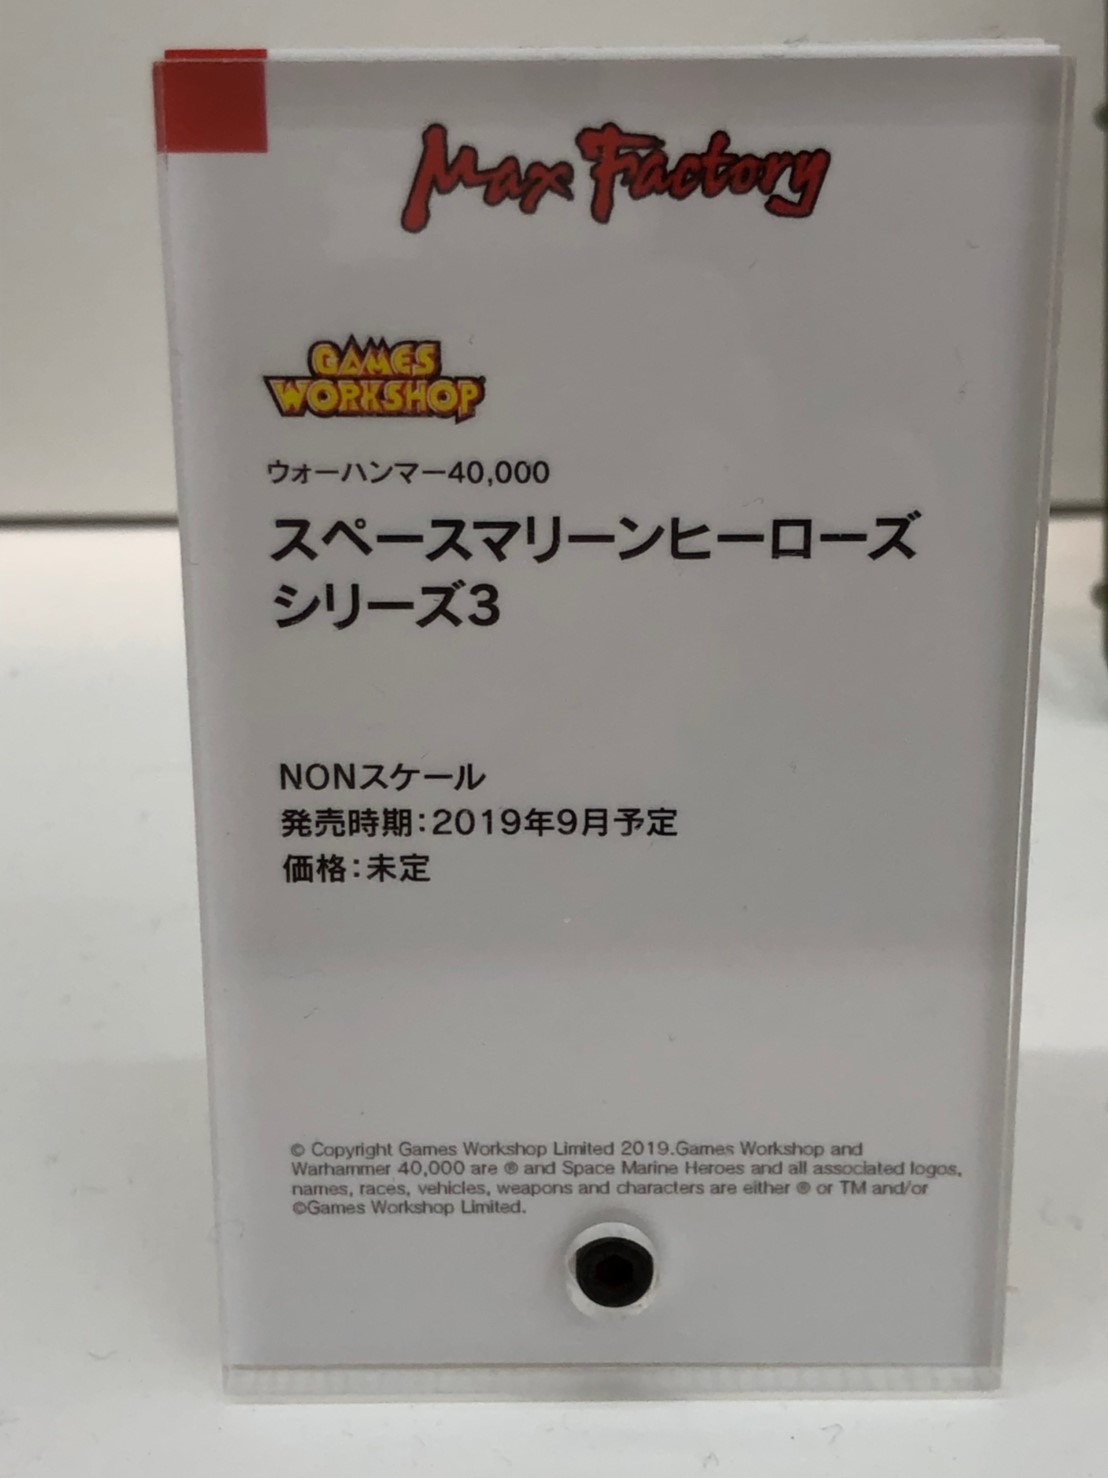 Max Factory
GAMES
WORKSHOP
ウォーハンマー40,000
スペースマリーンヒーローズ
シリーズ3
NONスケール
発売時期：2019年9月予定
価格：未定
© Copyright Games Workshop Limited 2019.Games Workshop and
Warhammer 40,000 are ® and Space Marine Heroes and all associated logos,
names, races, vehicles, weapons and characters are either ® or TM and/or
©Games Workshop Limited.